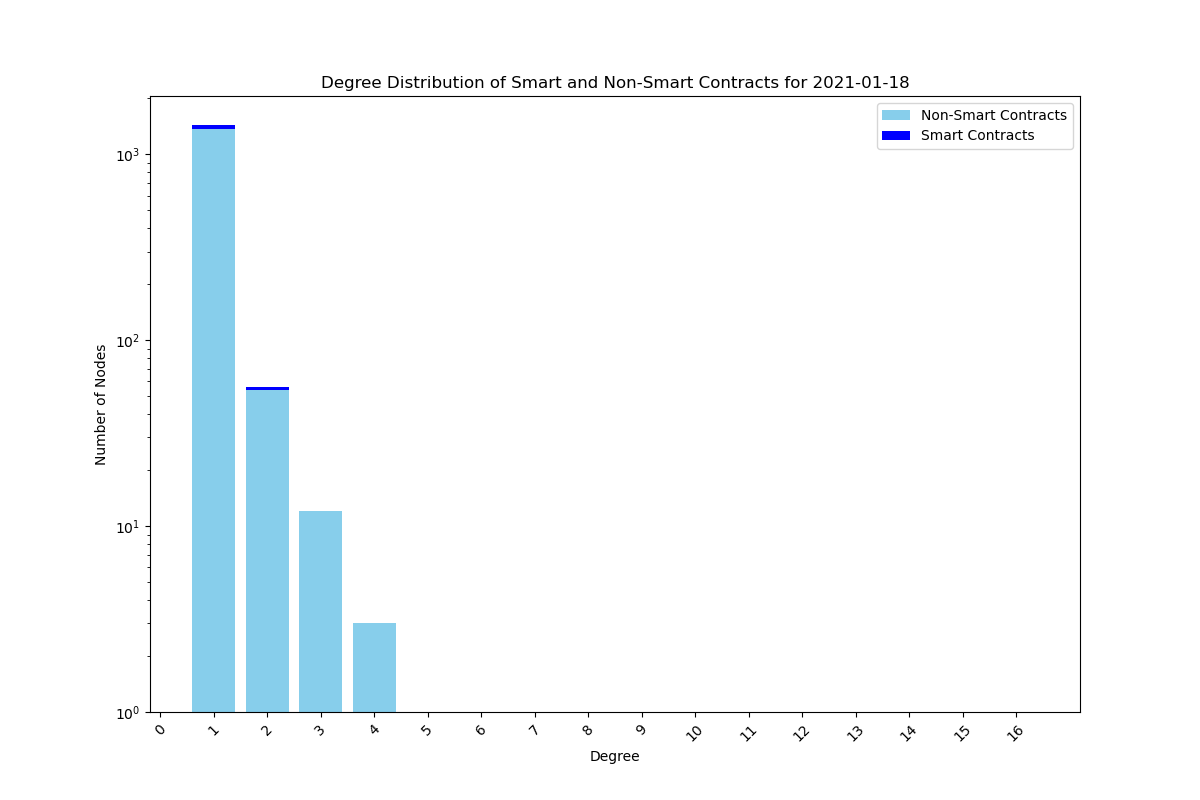 Degree Distribution of Smart and Non-Smart Contracts for 2021-01-18
Non-Smart Contracts
Smart Contracts
Number of Nodes
10³
10²
10¹
10⁰
0 1 2 3 4 5 6 7 8 9 10 11 12 13 14 15 16
Degree